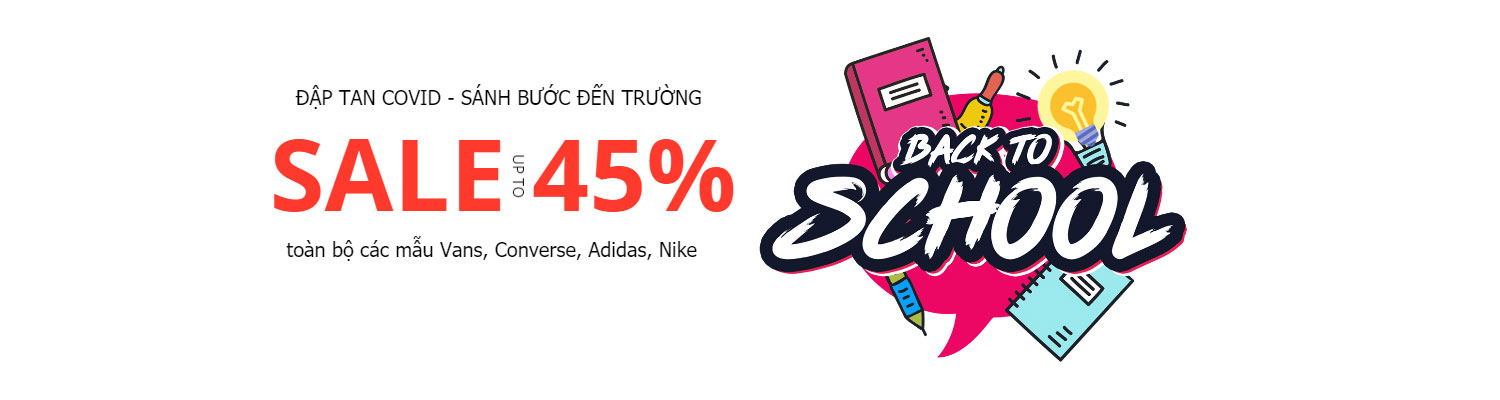 ĐẬP TAN COVID - SÁNH BƯỚC ĐẾN TRƯỜNG
SALE UP TO 45%
toàn bộ các mẫu Vans, Converse, Adidas, Nike
BACK TO
SCHOOL